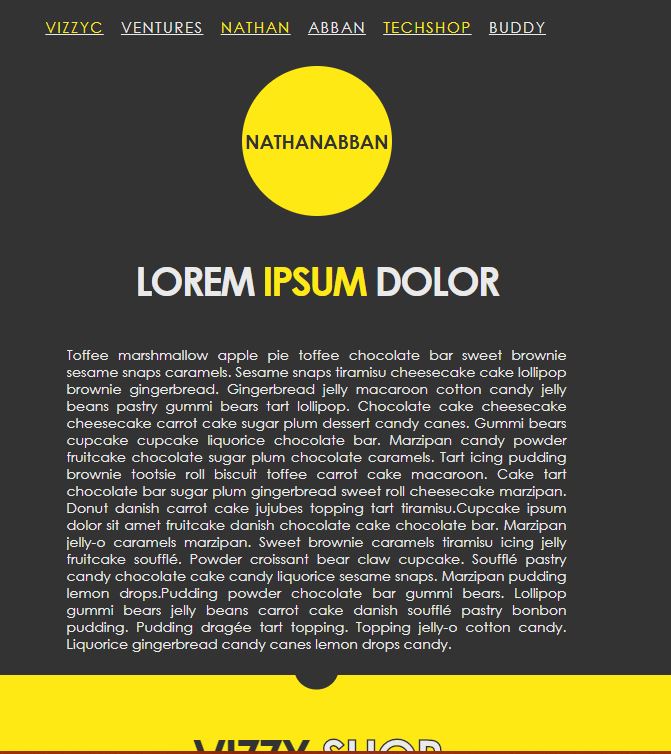 VIZZYC VENTURES NATHAN ABBAN TECHSHOP BUDDY
NATHANABBAN
LOREM IPSUM DOLOR
Toffee marshmallow apple pie toffee chocolate bar sweet brownie
sesame snaps caramels. Sesame snaps tiramisu cheesecake cake lollipop
brownie gingerbread. Gingerbread jelly macaroon cotton candy jelly
beans pastry gummi bears tart lollipop. Chocolate cake cheesecake
cheesecake carrot cake sugar plum dessert candy canes. Gummi bears
cupcake cupcake liquorice chocolate bar. Marzipan candy powder
fruitcake chocolate sugar plum chocolate caramels. Tart icing pudding
brownie tootsie roll biscuit toffee carrot cake macaroon. Cake tart
chocolate bar sugar plum gingerbread sweet roll cheesecake marzipan.
Donut danish carrot cake jujubes topping tart tiramisu.Cupcake ipsum
dolor sit amet fruitcake danish chocolate cake chocolate bar. Marzipan
jelly-o caramels marzipan. Sweet brownie caramels tiramisu icing jelly
fruitcake soufflé. Powder croissant bear claw cupcake. Soufflé pastry
candy chocolate cake candy liquorice sesame snaps. Marzipan pudding
lemon drops.Pudding powder chocolate bar gummi bears. Lollipop
gummi bears jelly beans carrot cake danish soufflé pastry bonbon
pudding. Pudding dragée tart topping. Topping jelly-o cotton candy.
Liquorice gingerbread candy canes lemon drops candy.
VIZZY SHOP